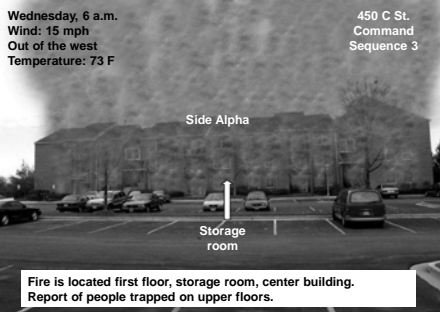 Wednesday, 6 a.m.
Wind: 15 mph
Out of the west
Temperature: 73 F
450 C St.
Command
Sequence 3
Side Alpha
Storage
room
Fire is located first floor, storage room, center building.
Report of people trapped on upper floors.